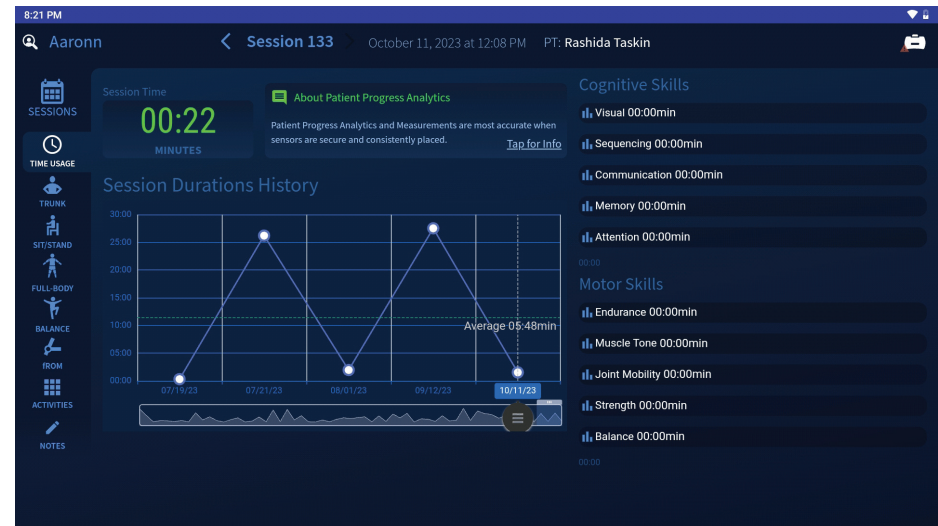 8:21 PM
Aaronn
Session 133
October 11, 2023 at 12:08 PM
PT: Rashida Taskin
SESSIONS
TIME USAGE
TRUNK
SIT/STAND
FULL-BODY
BALANCE
fROM
ACTIVITIES
NOTES
Session Time
00:22
MINUTES
About Patient Progress Analytics
Patient Progress Analytics and Measurements are most accurate when
sensors are secure and consistently placed.
Tap for Info
Session Durations History
30:00
25:00
20:00
15:00
10:00
05:00
00:00
Average 05:48min
07/19/23
07/21/23
08/01/23
09/12/23
10/11/23
Cognitive Skills
Visual 00:00min
Sequencing 00:00min
Communication 00:00min
Memory 00:00min
Attention 00:00min
00:00
Motor Skills
Endurance 00:00min
Muscle Tone 00:00min
Joint Mobility 00:00min
Strength 00:00min
Balance 00:00min
00:00